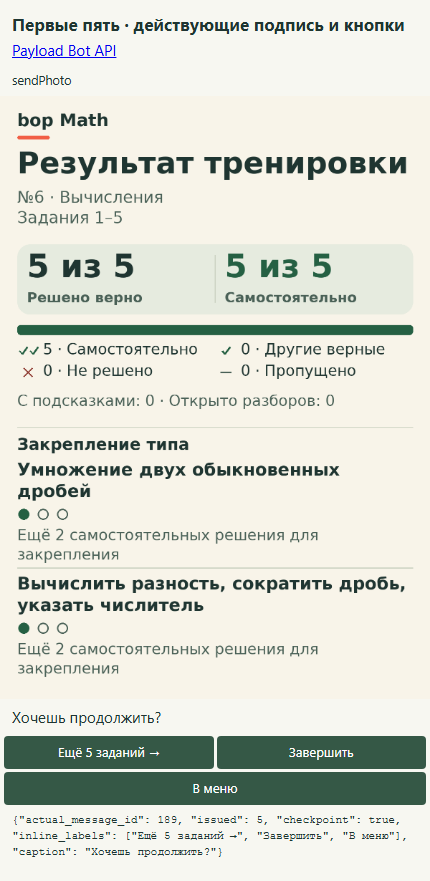 Первые пять · действующие подпись и кнопки
Payload Bot API
sendPhoto
bop Math
Результат тренировки
№6 · Вычисления
Задания 1–5
5 из 5
Решено верно
5 из 5
Самостоятельно
✓✓ 5 · Самостоятельно ✓ 0 · Другие верные
× 0 · Не решено — 0 · Пропущено
С подсказками: 0 · Открыто разборов: 0
Закрепление типа
Умножение двух обыкновенных
дробей
Ещё 2 самостоятельных решения для
закрепления
Вычислить разность, сократить дробь,
указать числитель
Ещё 2 самостоятельных решения для
закрепления
Хочешь продолжить?
Ещё 5 заданий →
Завершить
В меню
{"actual_message_id": 189, "issued": 5, "checkpoint": true,
"inline_labels": ["Ещё 5 заданий →", "Завершить", "В меню"],
"caption": "Хочешь продолжить?"}